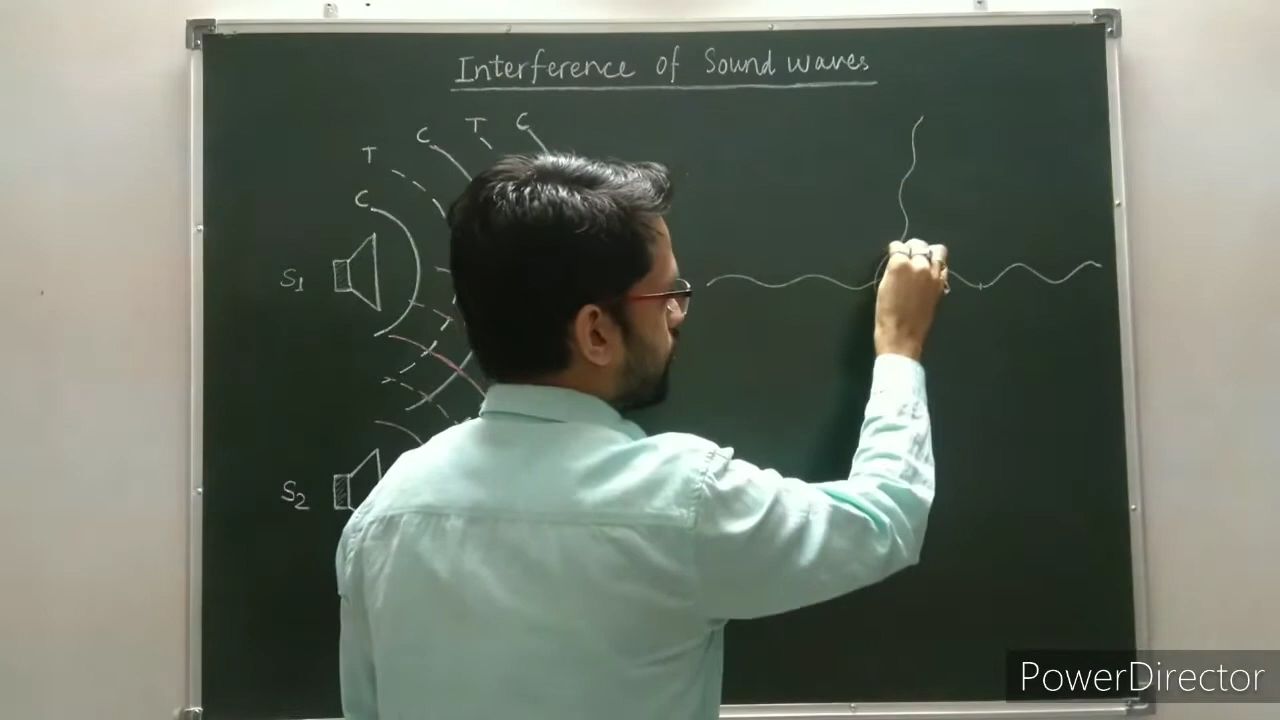 Interference of Sound waves
C
T
C
T
C
S1
T
S2
PowerDirector